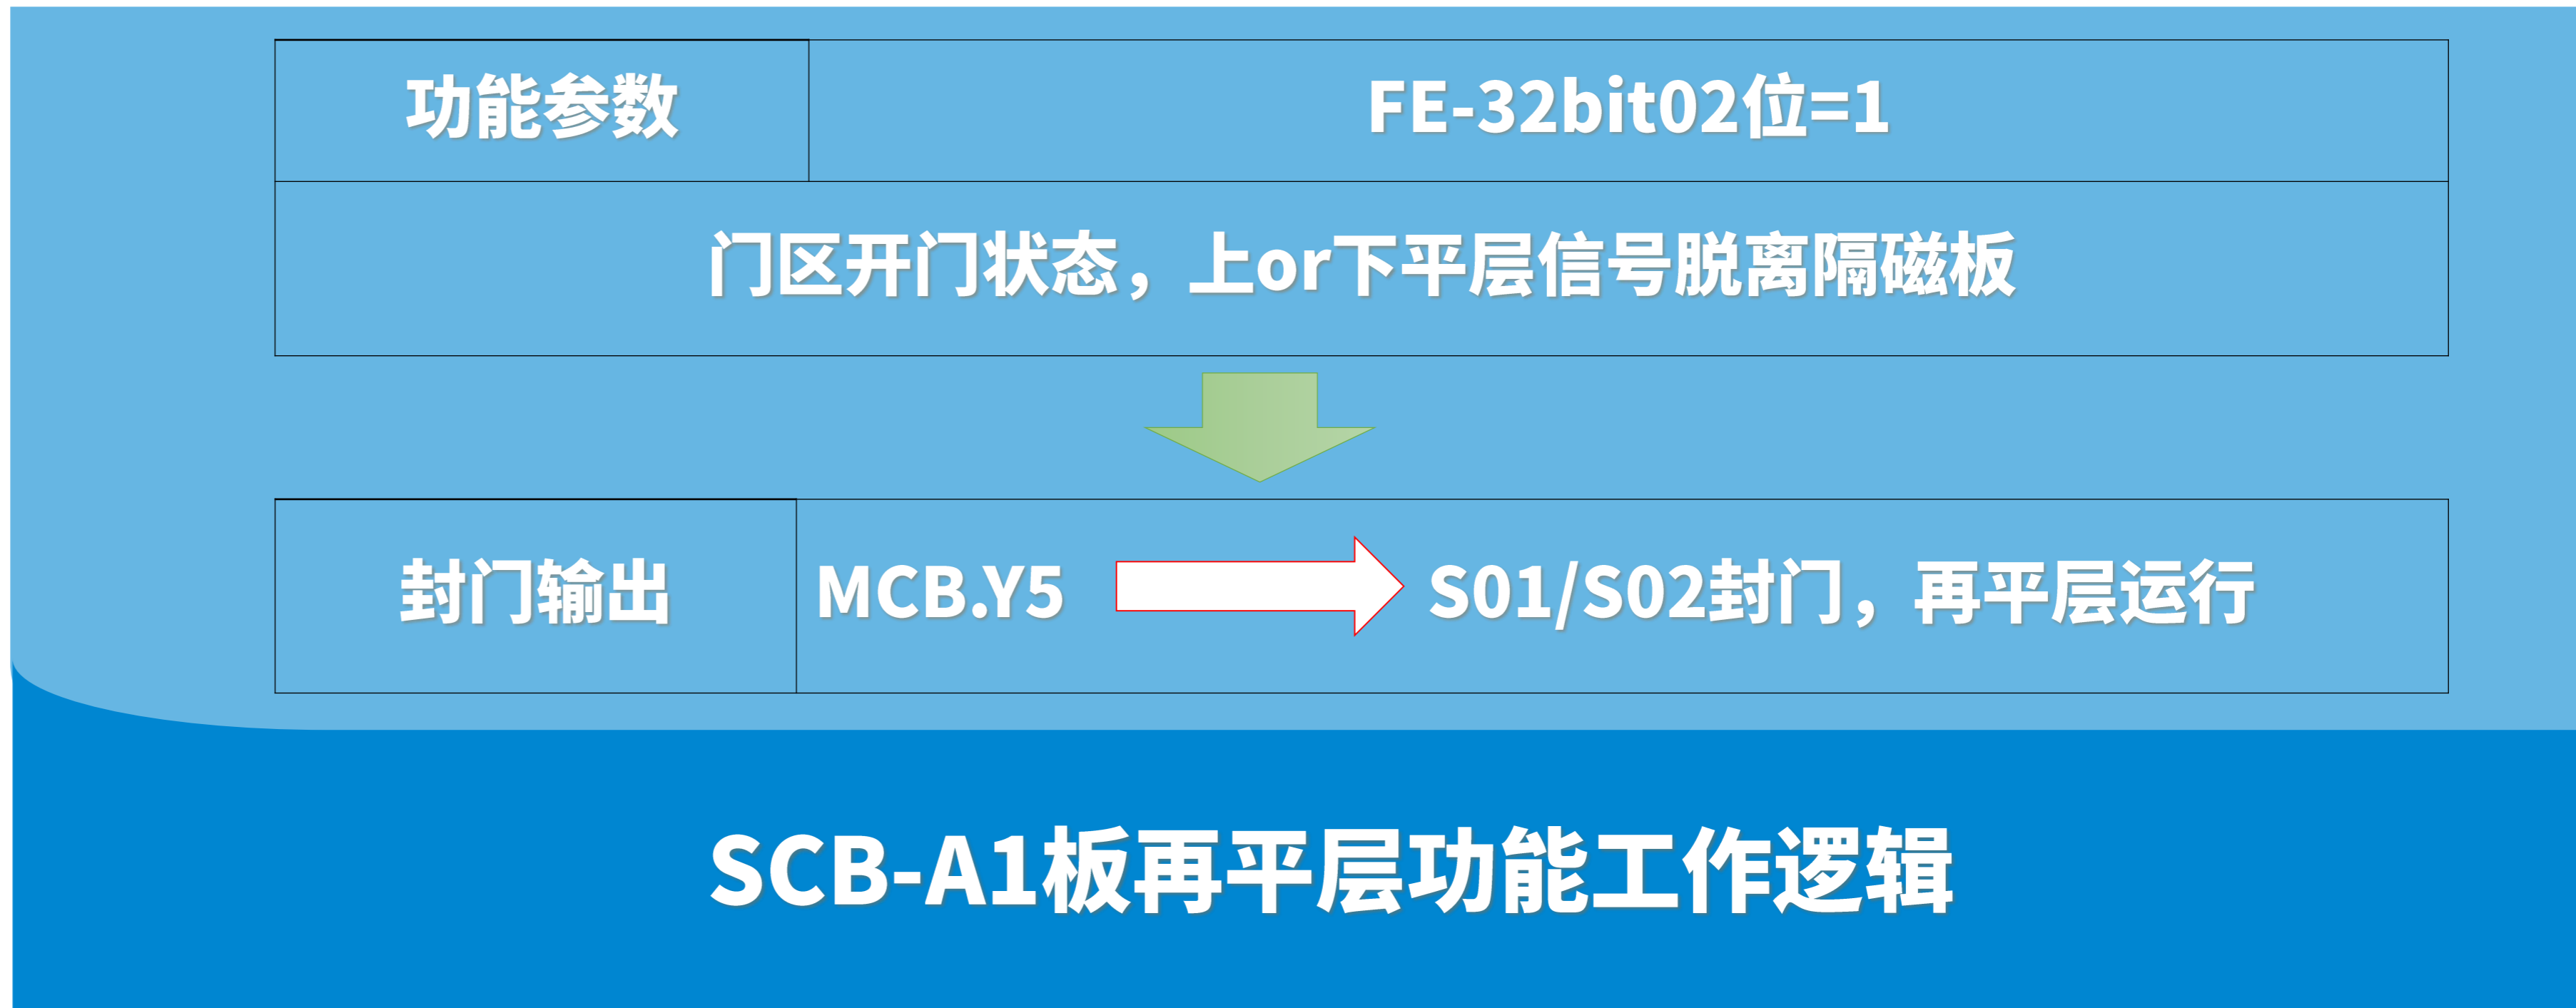 功能参数
FE-32bit02位=1
门区开门状态，上or下平层信号脱离隔磁板
封门输出
MCB.Y5
S01/S02封门，再平层运行
SCB-A1板再平层功能工作逻辑